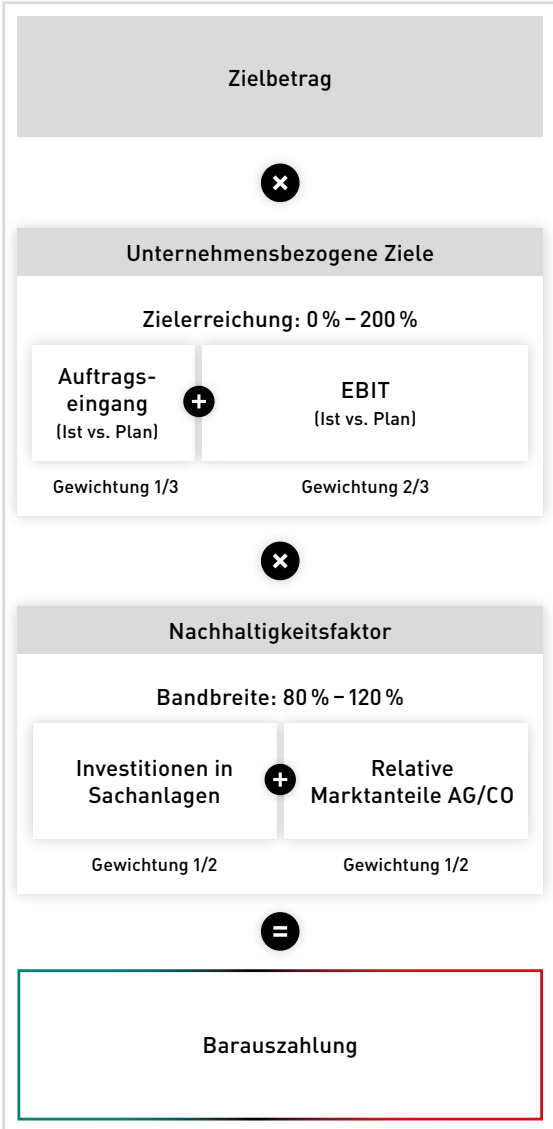 Zielbetrag
×
Unternehmensbezogene Ziele
Zielerreichung: 0 % – 200 %
Auftrags-
eingang
(Ist vs. Plan)
+
EBIT
(Ist vs. Plan)
Gewichtung 1/3
Gewichtung 2/3
×
Nachhaltigkeitsfaktor
Bandbreite: 80 % – 120 %
Investitionen in
Sachanlagen
+
Relative
Marktanteile AG/CO
Gewichtung 1/2
Gewichtung 1/2
=
Barauszahlung